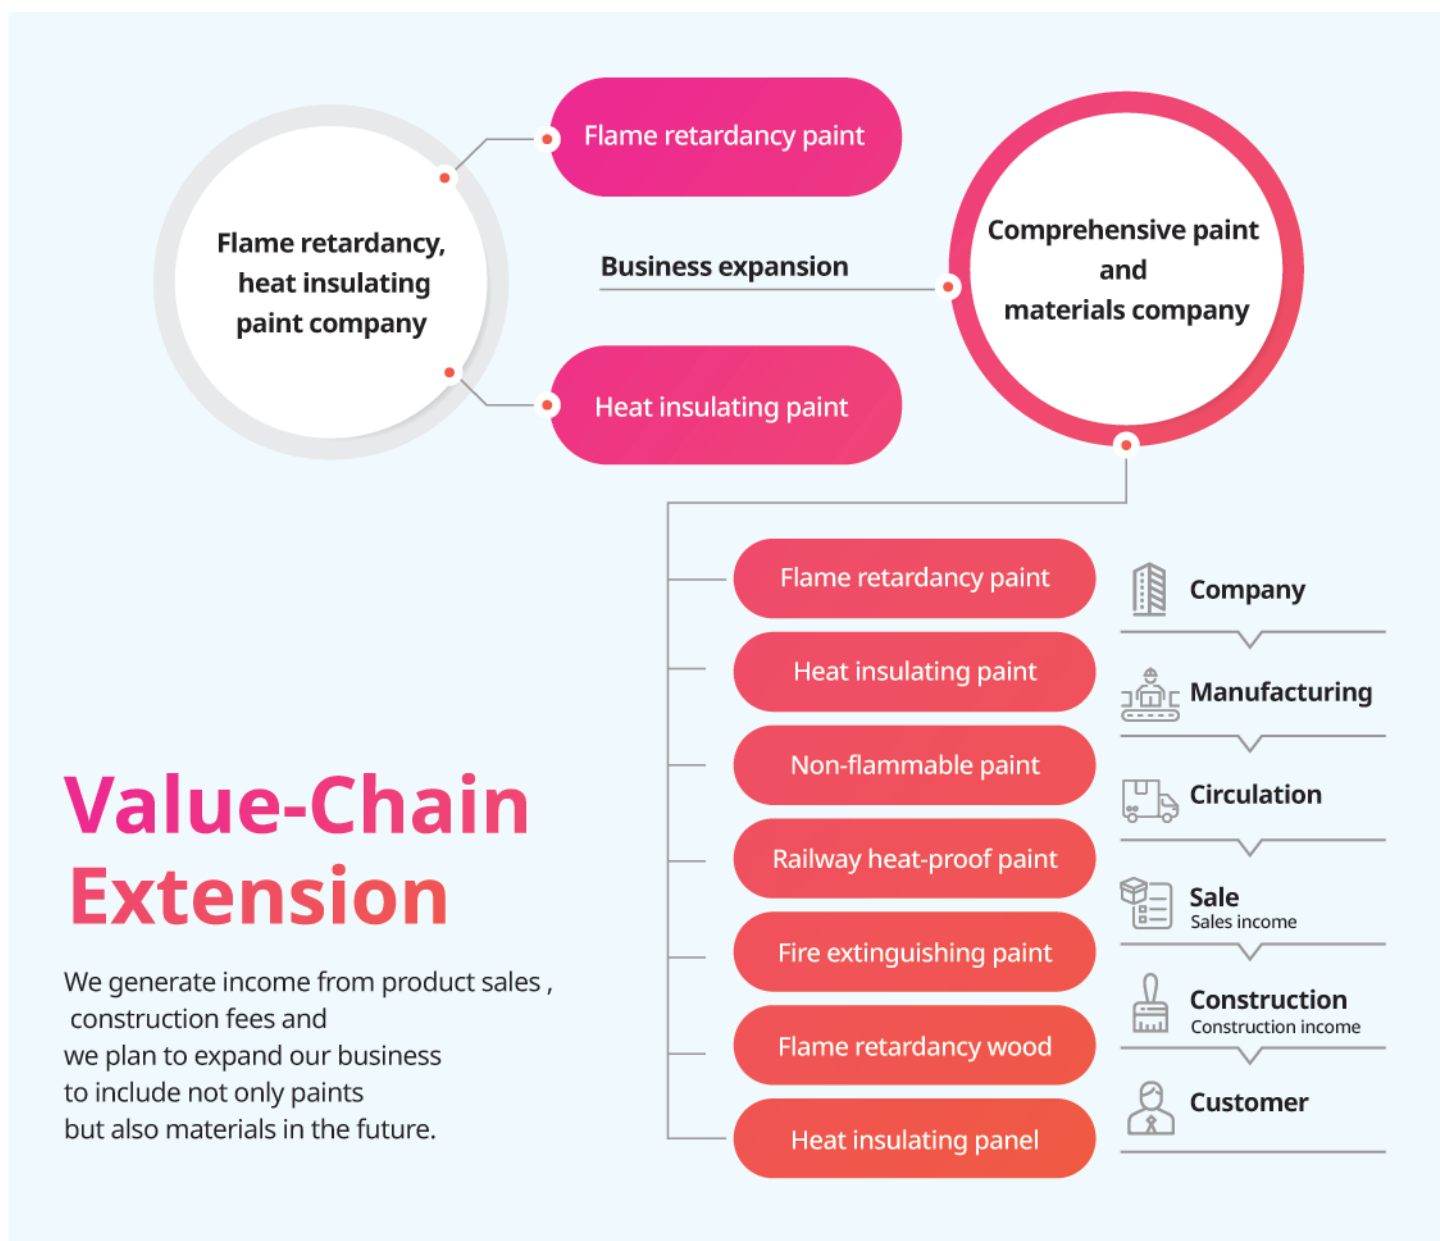 Flame retardancy,
heat insulating
paint company
Flame retardancy paint
Business expansion
Heat insulating paint
Comprehensive paint
and
materials company
Value-Chain
Extension
We generate income from product sales ,
construction fees and
we plan to expand our business
to include not only paints
but also materials in the future.
Flame retardancy paint
Heat insulating paint
Non-flammable paint
Railway heat-proof paint
Fire extinguishing paint
Flame retardancy wood
Heat insulating panel
Company
Manufacturing
Circulation
Sale
Sales income
Construction
Construction income
Customer